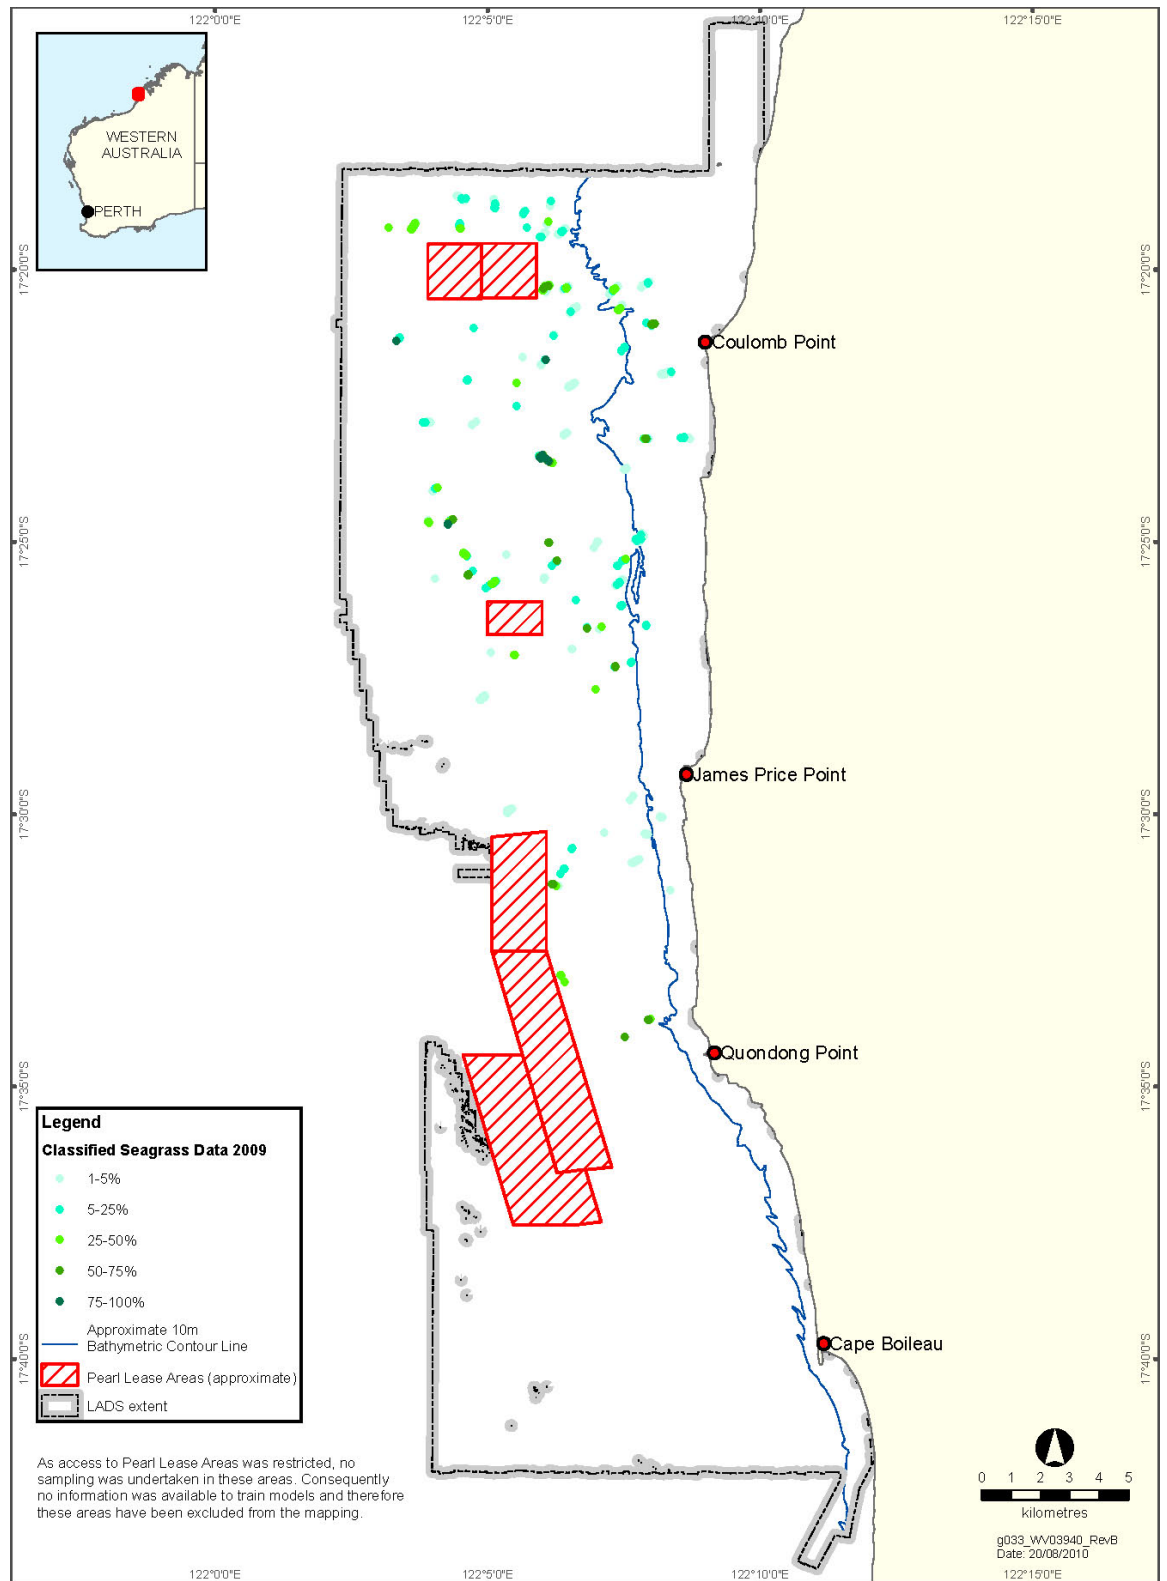 122°0'0"E
122°5'0"E
122°10'0"E
122°15'0"E
WESTERN
AUSTRALIA
PERTH
17°20'0"S
17°20'0"S
Coulomb Point
17°25'0"S
17°25'0"S
James Price Point
17°30'0"S
17°30'0"S
Quondong Point
17°35'0"S
17°35'0"S
Legend
Classified Seagrass Data 2009
1-5%
5-25%
25-50%
50-75%
75-100%
Approximate 10m
Bathymetric Contour Line
Pearl Lease Areas (approximate)
LADS extent
Cape Boileau
17°40'0"S
17°40'0"S
As access to Pearl Lease Areas was restricted, no
sampling was undertaken in these areas. Consequently
no information was available to train models and therefore
these areas have been excluded from the mapping.
0 1 2 3 4 5
kilometres
g033_WV03940_RevB
Date: 20/08/2010
122°0'0"E
122°5'0"E
122°10'0"E
122°15'0"E